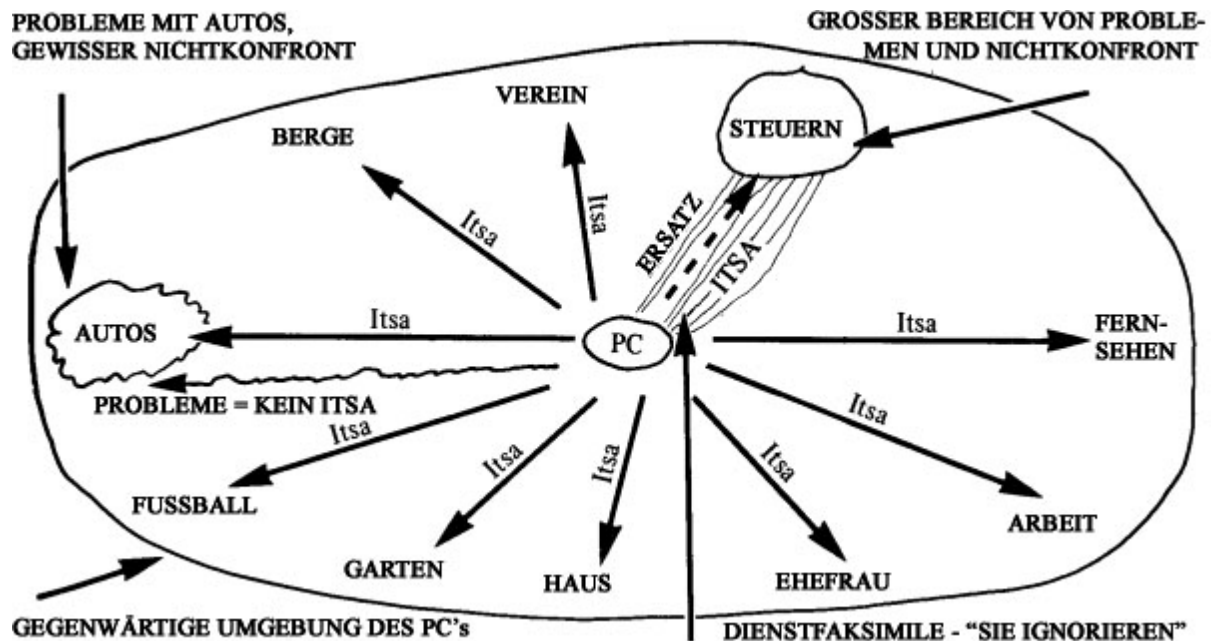 PROBLEME MIT AUTOS,
GEWISSER NICHTKONFRONT
GROSSER BEREICH VON PROBLE-
MEN UND NICHTKONFRONT
VEREIN
STEUERN
BERGE
Itsa
Itsa
ERSATZ
ITSA
AUTOS
Itsa
PC
Itsa
FERN-
SEHEN
PROBLEME = KEIN ITSA
Itsa
Itsa
Itsa
Itsa
Itsa
FUSSBALL
ARBEIT
GARTEN
HAUS
EHEFRAU
GEGENWÄRTIGE UMGEBUNG DES PC's
DIENSTFAKSIMILE - “SIE IGNORIEREN”